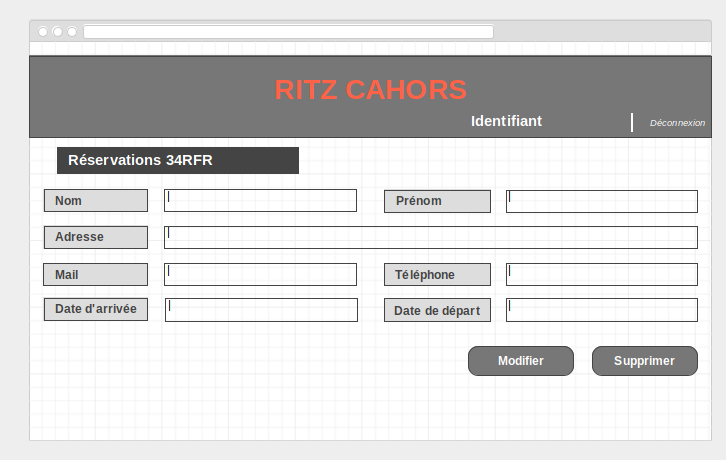 RITZ CAHORS
Identifiant
Déconnexion
Réservations 34RFR
Nom
Prénom
Adresse
Mail
Téléphone
Date d'arrivée
Date de départ
Modifier
Supprimer